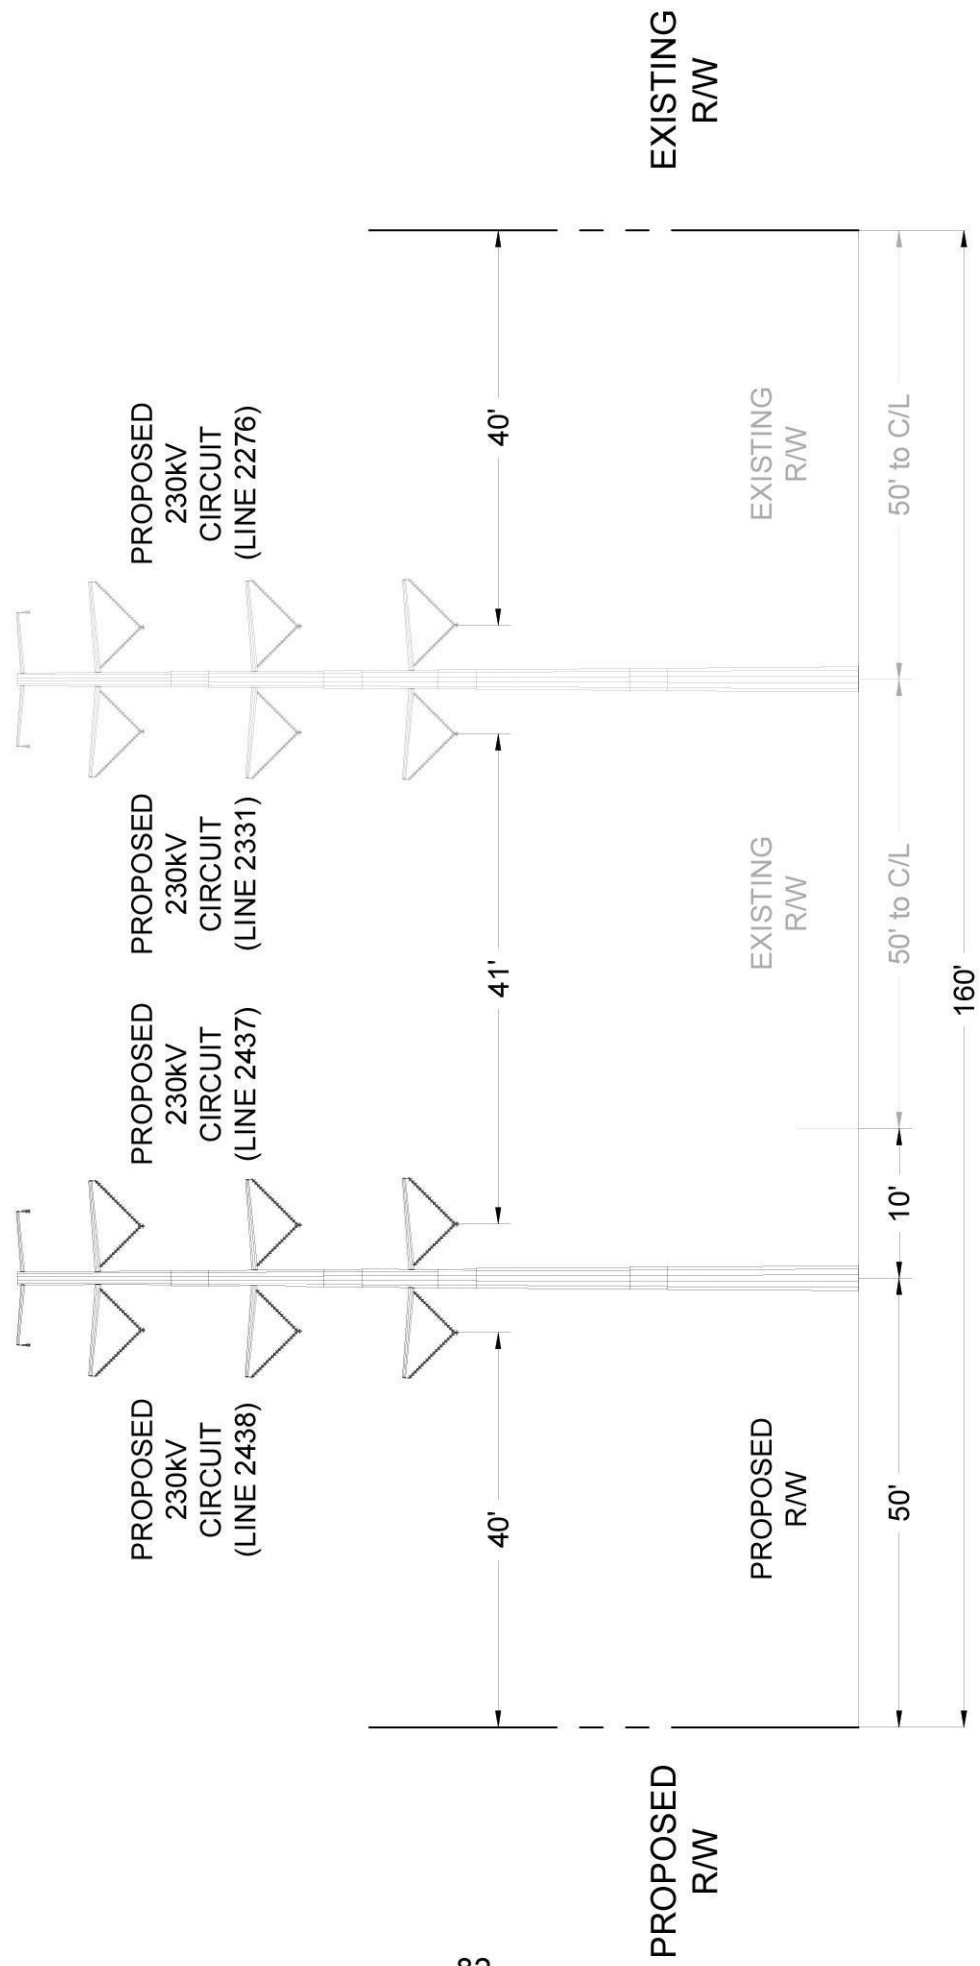 PROPOSED
230kV
CIRCUIT
(LINE 2438)
PROPOSED
230kV
CIRCUIT
(LINE 2437)
PROPOSED
230kV
CIRCUIT
(LINE 2331)
PROPOSED
230kV
CIRCUIT
(LINE 2276)
40'
41'
40'
PROPOSED
R/W
EXISTING
R/W
PROPOSED
R/W
EXISTING
R/W
EXISTING
R/W
50'
10'
50' to C/L
50' to C/L
160'